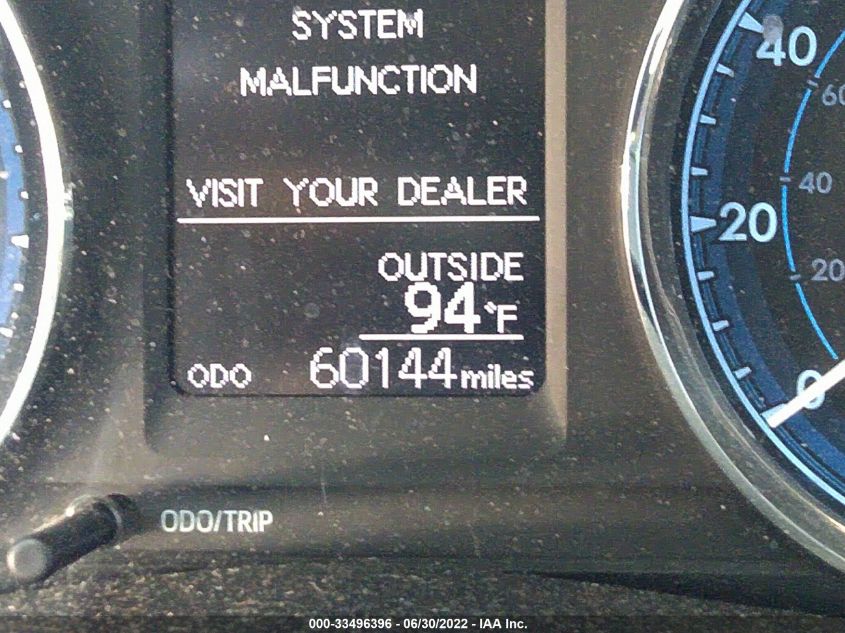 SYSTEM
MALFUNCTION
VISIT YOUR DEALER
OUTSIDE
94°F
ODO 60144 miles
ODO/TRIP
40
60
40
20
20
0
000-33496396 - 06/30/2022 - IAA Inc.